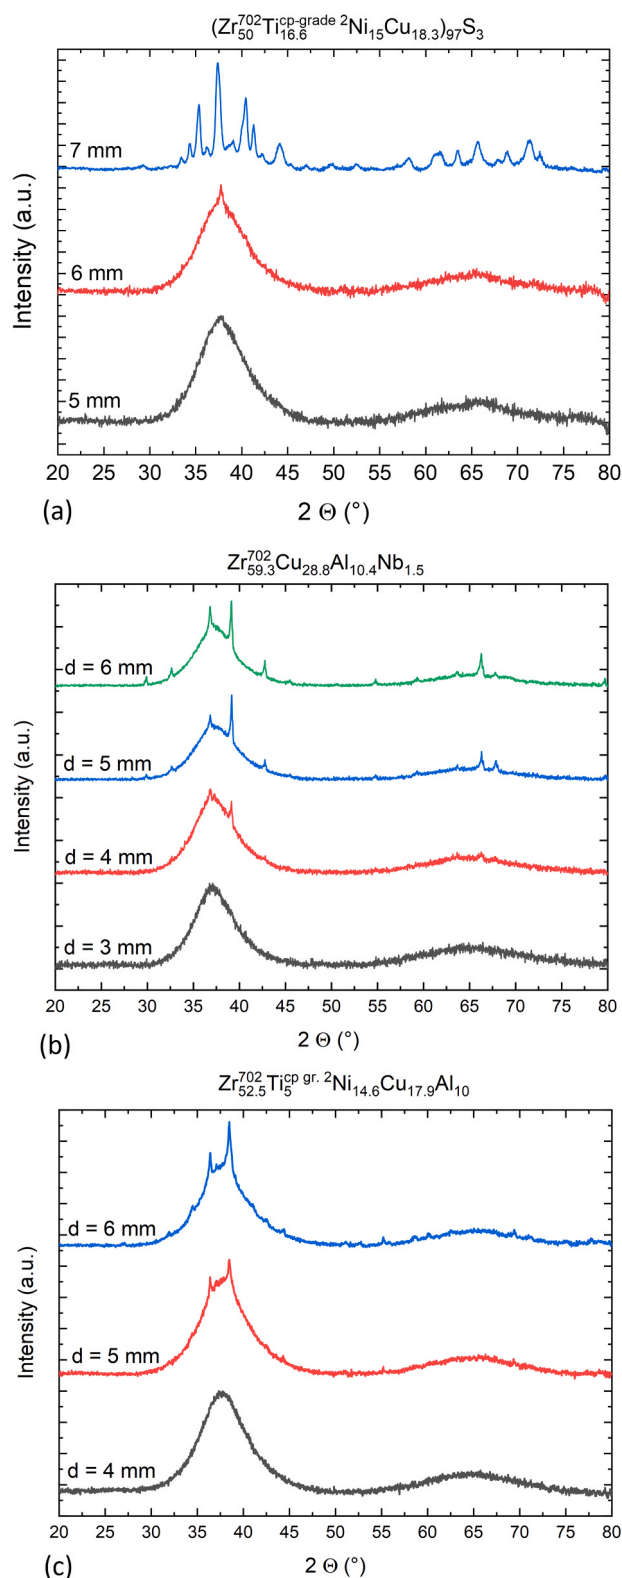 (Zr₅₀⁷⁰²Ti₁₆.₆^cp-grade ²Ni₁₅Cu₁₈.₃)₉₇S₃
7 mm
6 mm
5 mm
Intensity (a.u.)
20 25 30 35 40 45 50 55 60 65 70 75 80
(a) 2 Θ (°)
Zr₅₉.₃⁷⁰²Cu₂₈.₈Al₁₀.₄Nb₁.₅
d = 6 mm
d = 5 mm
d = 4 mm
d = 3 mm
Intensity (a.u.)
20 25 30 35 40 45 50 55 60 65 70 75 80
(b) 2 Θ (°)
Zr₅₂.₅⁷⁰²Ti₅^cp gr. ²Ni₁₄.₆Cu₁₇.₉Al₁₀
d = 6 mm
d = 5 mm
d = 4 mm
Intensity (a.u.)
20 25 30 35 40 45 50 55 60 65 70 75 80
(c) 2 Θ (°)